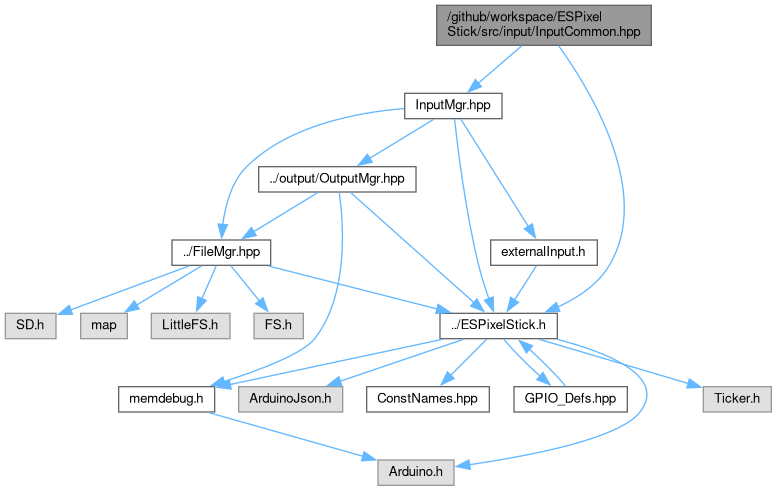 /github/workspace/ESPixel
Stick/src/input/InputCommon.hpp
InputMgr.hpp
../output/OutputMgr.hpp
../FileMgr.hpp
externalInput.h
SD.h
map
LittleFS.h
FS.h
../ESPixelStick.h
memdebug.h
ArduinoJson.h
ConstNames.hpp
GPIO_Defs.hpp
Ticker.h
Arduino.h